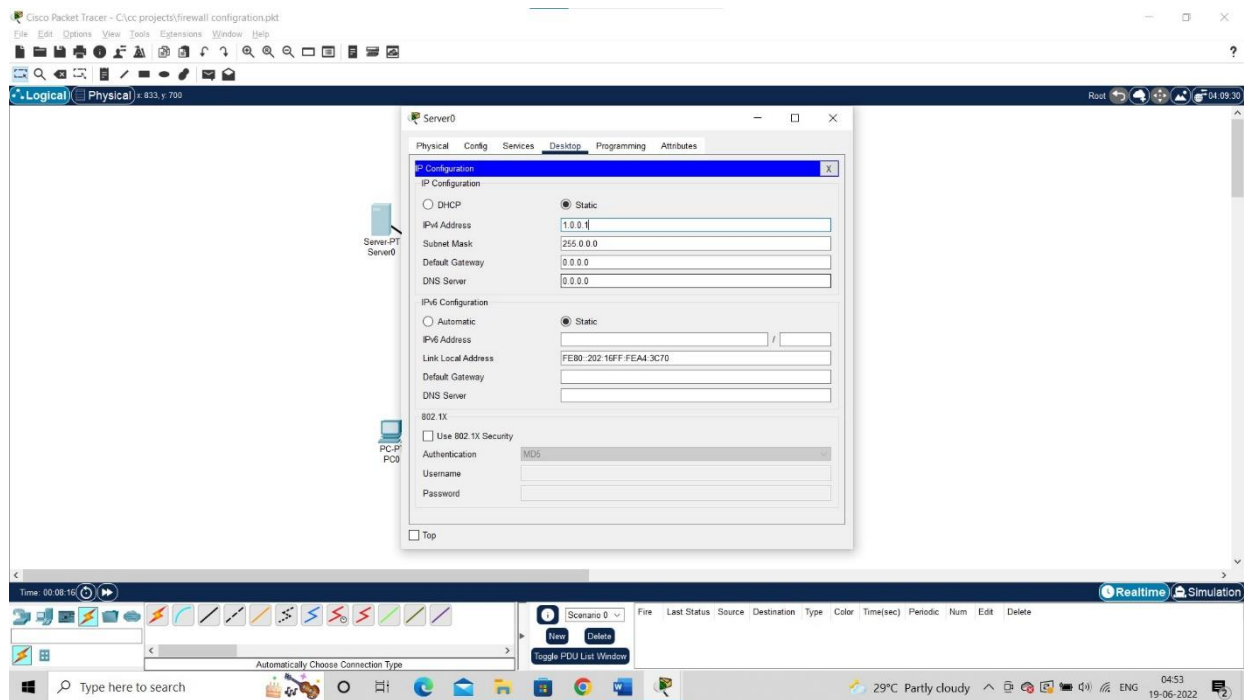 Cisco Packet Tracer - C:\cc projects\firewall configration.pkt
File Edit Options View Tools Extensions Window Help
?
Logical Physical x: 833, y: 700 Root 04:09:30
Server0
Physical Config Services Desktop Programming Attributes
IP Configuration X
IP Configuration
DHCP Static
IPv4 Address 1.0.0.1
Subnet Mask 255.0.0.0
Default Gateway 0.0.0.0
DNS Server 0.0.0.0
IPv6 Configuration
Automatic Static
IPv6 Address /
Link Local Address FE80::202:16FF:FEA4:3C70
Default Gateway
DNS Server
802.1X
Use 802.1X Security
Authentication MD5
Username
Password
Top
Server-PT
Server0
PC-P
PC0
Time: 00:08:16 Realtime Simulation
Scenario 0 Fire Last Status Source Destination Type Color Time(sec) Periodic Num Edit Delete
New Delete
Toggle PDU List Window
Automatically Choose Connection Type
Type here to search 29°C Partly cloudy ENG 04:53
19-06-2022 2